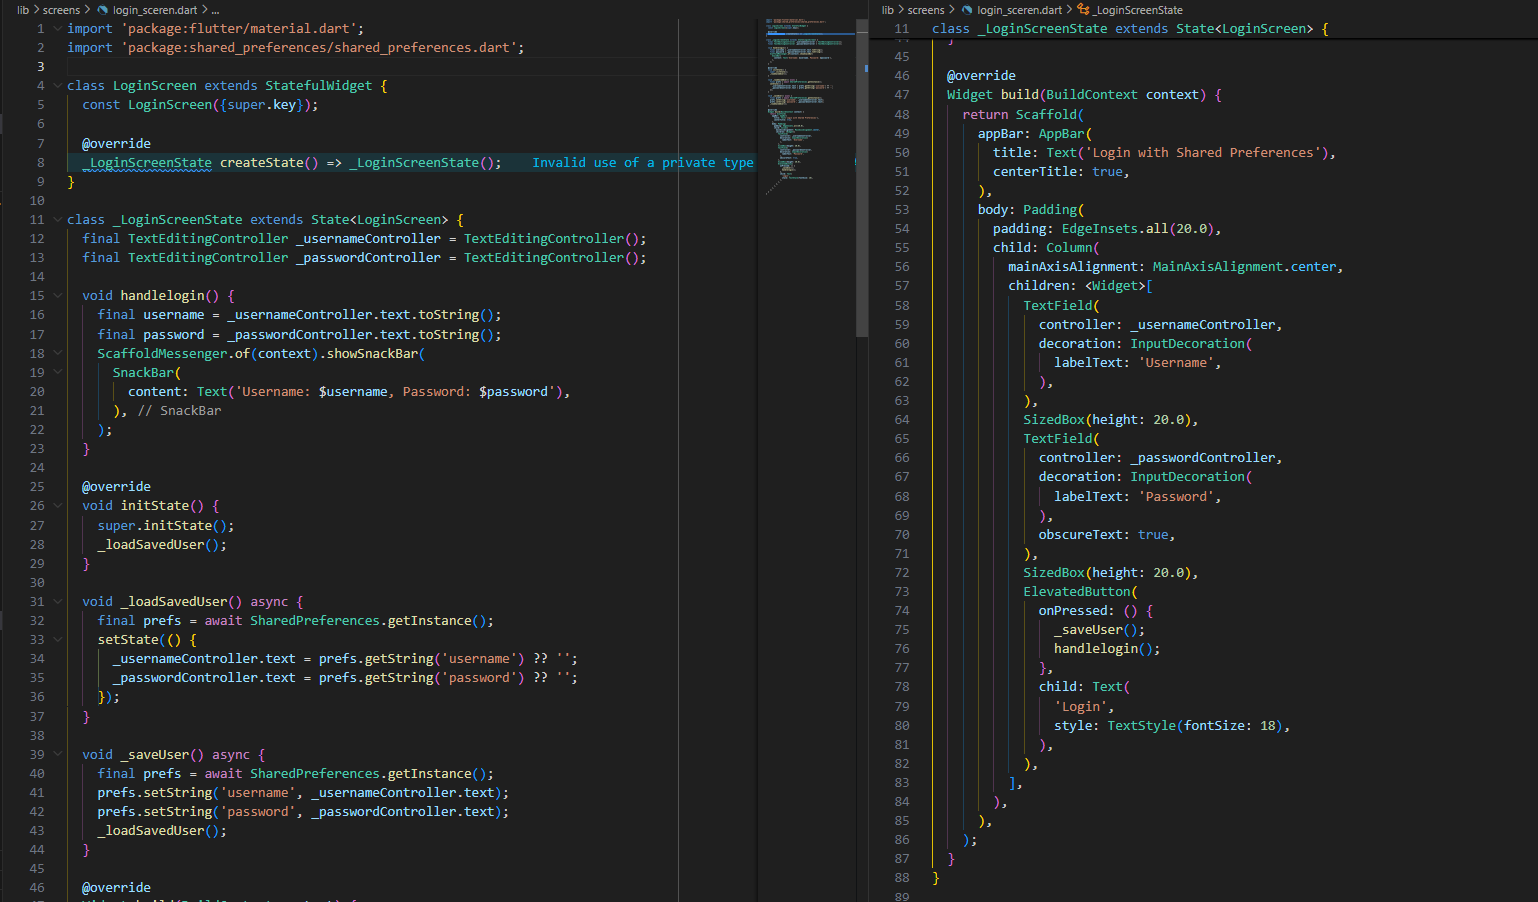 lib > screens > login_sceren.dart > ...
1 import 'package:flutter/material.dart';
2 import 'package:shared_preferences/shared_preferences.dart';
3
4 class LoginScreen extends StatefulWidget {
5 const LoginScreen({super.key});
6
7 @override
8 _LoginScreenState createState() => _LoginScreenState(); Invalid use of a private type
9 }
10
11 class _LoginScreenState extends State<LoginScreen> {
12 final TextEditingController _usernameController = TextEditingController();
13 final TextEditingController _passwordController = TextEditingController();
14
15 void handlelogin() {
16 final username = _usernameController.text.toString();
17 final password = _passwordController.text.toString();
18 ScaffoldMessenger.of(context).showSnackBar(
19 SnackBar(
20 content: Text('Username: $username, Password: $password'),
21 ), // SnackBar
22 );
23 }
24
25 @override
26 void initState() {
27 super.initState();
28 _loadSavedUser();
29 }
30
31 void _loadSavedUser() async {
32 final prefs = await SharedPreferences.getInstance();
33 setState(() {
34 _usernameController.text = prefs.getString('username') ?? '';
35 _passwordController.text = prefs.getString('password') ?? '';
36 });
37 }
38
39 void _saveUser() async {
40 final prefs = await SharedPreferences.getInstance();
41 prefs.setString('username', _usernameController.text);
42 prefs.setString('password', _passwordController.text);
43 _loadSavedUser();
44 }
45
46 @override
lib > screens > login_sceren.dart > _LoginScreenState
11 class _LoginScreenState extends State<LoginScreen> {
45
46 @override
47 Widget build(BuildContext context) {
48 return Scaffold(
49 appBar: AppBar(
50 title: Text('Login with Shared Preferences'),
51 centerTitle: true,
52 ),
53 body: Padding(
54 padding: EdgeInsets.all(20.0),
55 child: Column(
56 mainAxisAlignment: MainAxisAlignment.center,
57 children: <Widget>[
58 TextField(
59 controller: _usernameController,
60 decoration: InputDecoration(
61 labelText: 'Username',
62 ),
63 ),
64 SizedBox(height: 20.0),
65 TextField(
66 controller: _passwordController,
67 decoration: InputDecoration(
68 labelText: 'Password',
69 ),
70 obscureText: true,
71 ),
72 SizedBox(height: 20.0),
73 ElevatedButton(
74 onPressed: () {
75 _saveUser();
76 handlelogin();
77 },
78 child: Text(
79 'Login',
80 style: TextStyle(fontSize: 18),
81 ),
82 ),
83 ],
84 ),
85 ),
86 );
87 }
88 }
89